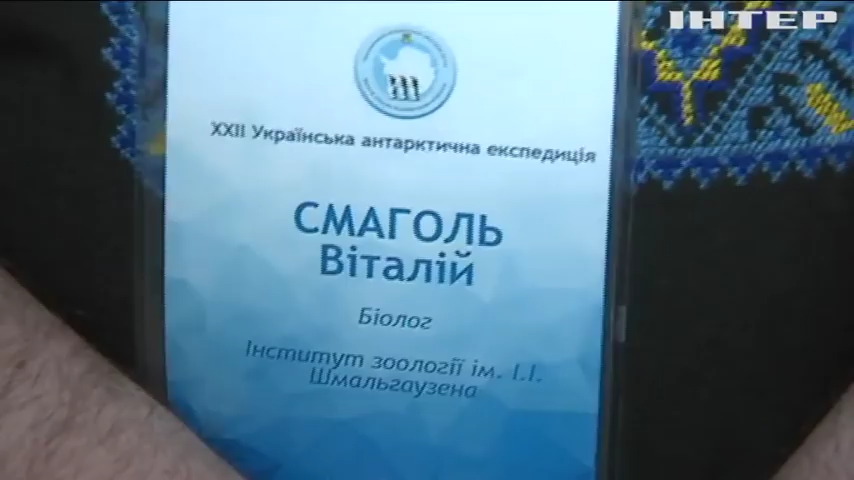 ІНТЕР
XXII Українська антарктична експедиція
СМАГОЛЬ
Віталій
Біолог
Інститут зоології ім. І.І.
Шмальгаузена